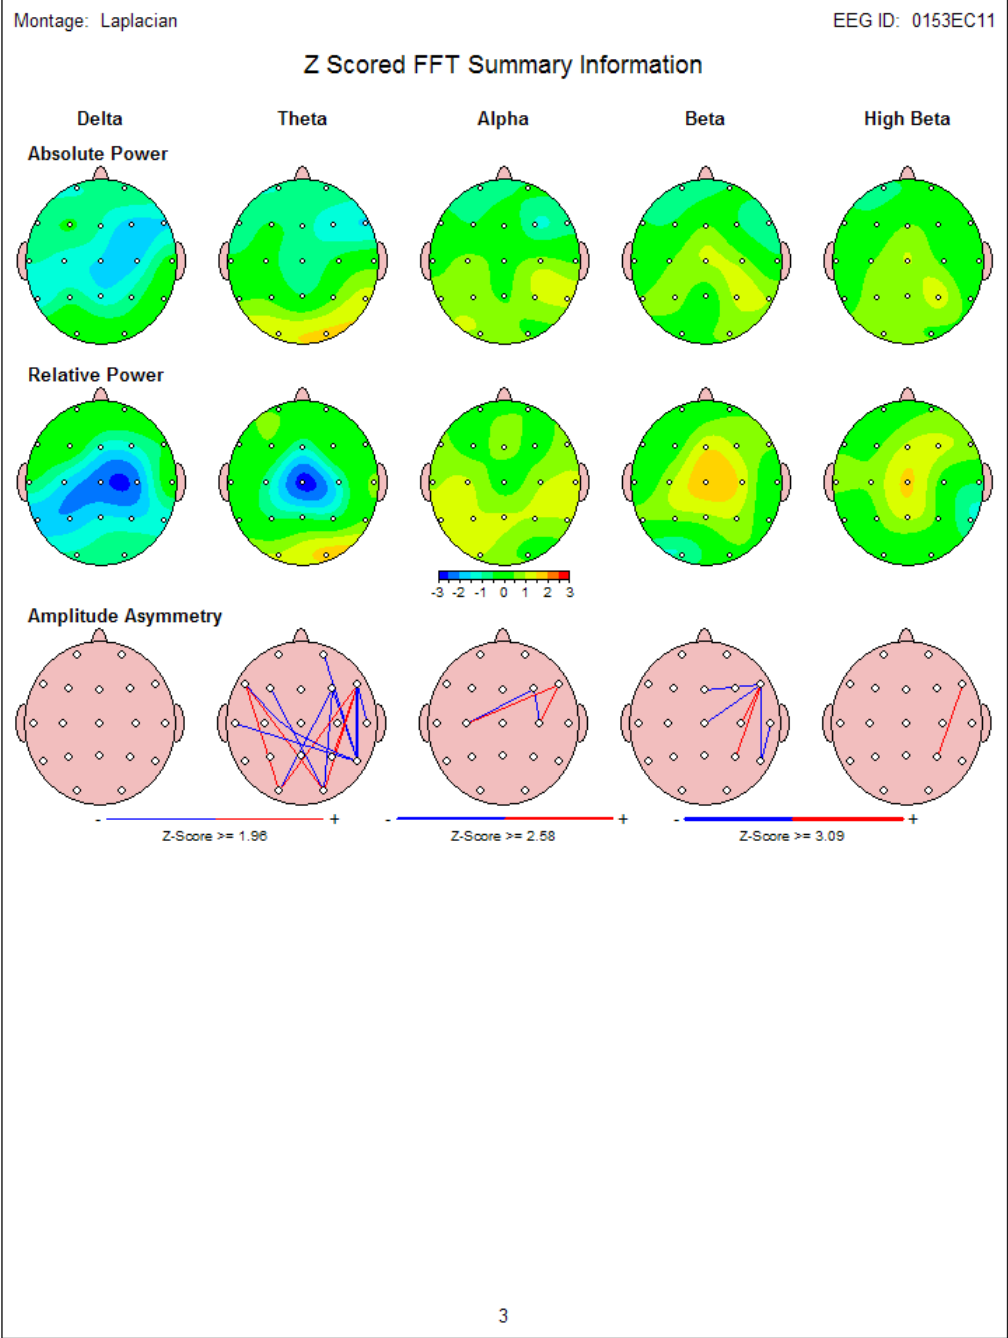 Montage: Laplacian EEG ID: 0153EC11
Z Scored FFT Summary Information
Delta Theta Alpha Beta High Beta
Absolute Power
Relative Power
-3 -2 -1 0 1 2 3
Amplitude Asymmetry
- + - + - +
Z-Score >= 1.96 Z-Score >= 2.58 Z-Score >= 3.09
3